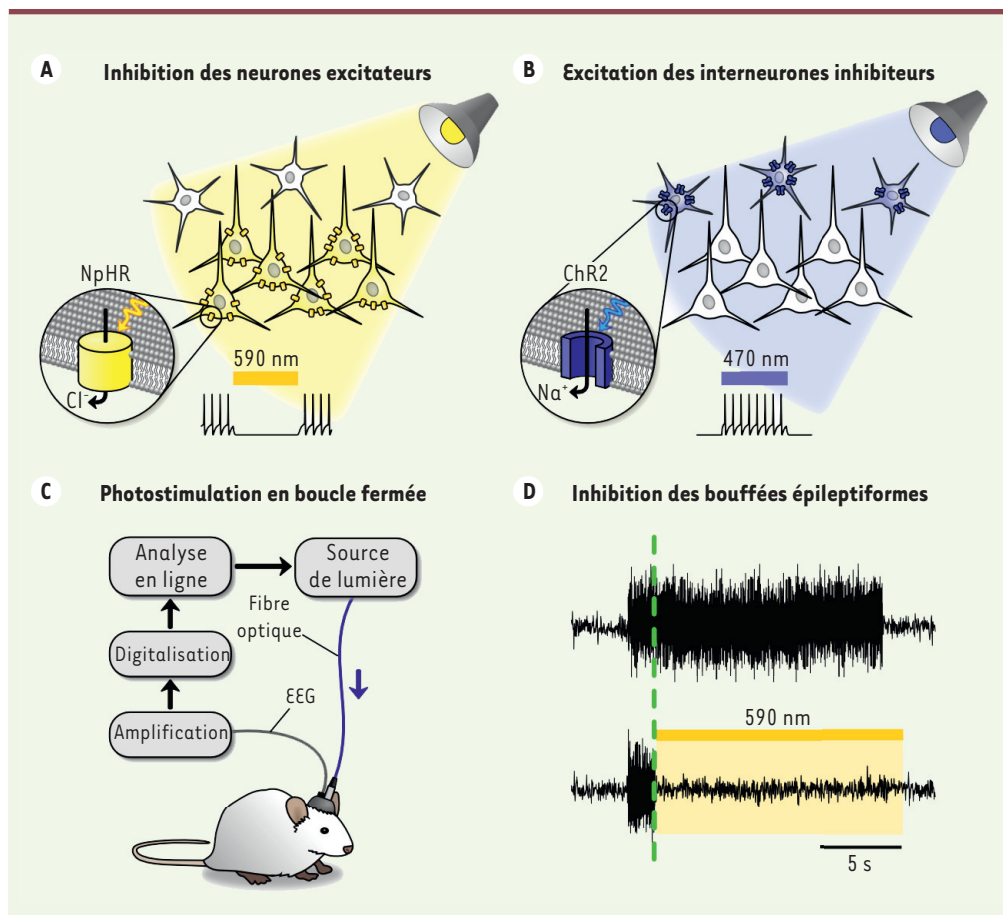 A Inhibition des neurones excitateurs
NpHR
590 nm
Cl⁻
B Excitation des interneurones inhibiteurs
ChR2
470 nm
Na⁺
C Photostimulation en boucle fermée
Analyse
en ligne
Source
de lumière
Fibre
optique
Digitalisation
EEG
Amplification
D Inhibition des bouffées épileptiformes
590 nm
5 s